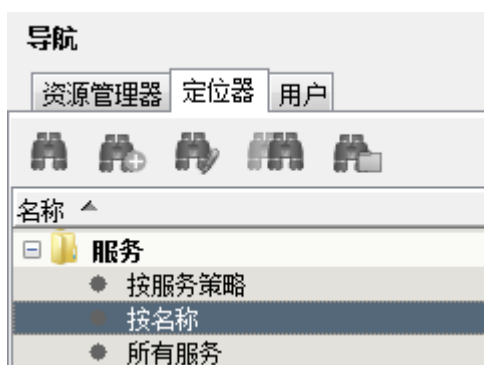 导航
资源管理器 定位器 用户
名称
服务
按服务策略
按名称
所有服务